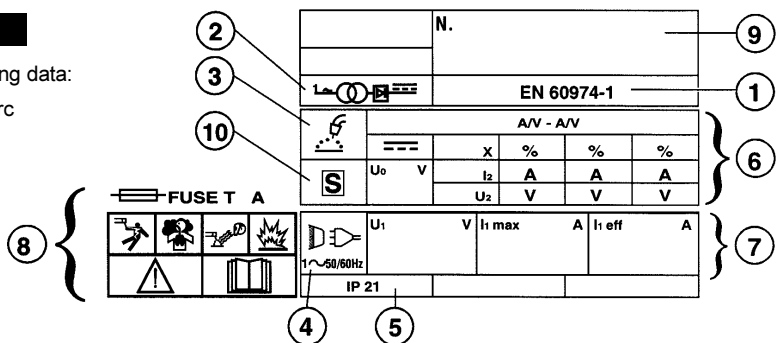 N.
2
9
ng data:
3
EN 60974-1
1
rc
A/V - A/V
10
X % % %
6
U0 V I2 A A A
S
U2 V V V
FUSE T A
8
U1 V I1 max A I1 eff A
7
1~50/60Hz
IP 21
4 5